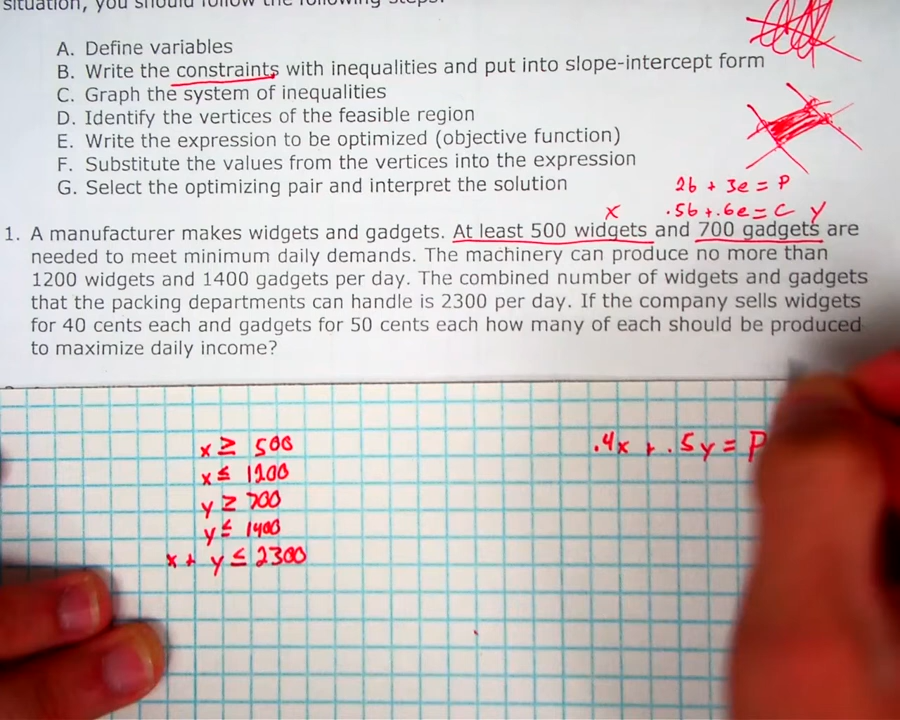 situation, you should follow the following steps:
A. Define variables
B. Write the constraints with inequalities and put into slope-intercept form
C. Graph the system of inequalities
D. Identify the vertices of the feasible region
E. Write the expression to be optimized (objective function)
F. Substitute the values from the vertices into the expression
G. Select the optimizing pair and interpret the solution
2b + 3e = P
x .5b + .6e = C y
1. A manufacturer makes widgets and gadgets. At least 500 widgets and 700 gadgets are
needed to meet minimum daily demands. The machinery can produce no more than
1200 widgets and 1400 gadgets per day. The combined number of widgets and gadgets
that the packing departments can handle is 2300 per day. If the company sells widgets
for 40 cents each and gadgets for 50 cents each how many of each should be produced
to maximize daily income?
x ≥ 500
x ≤ 1200
y ≥ 700
y ≤ 1400
x + y ≤ 2300
.4x + .5y = P